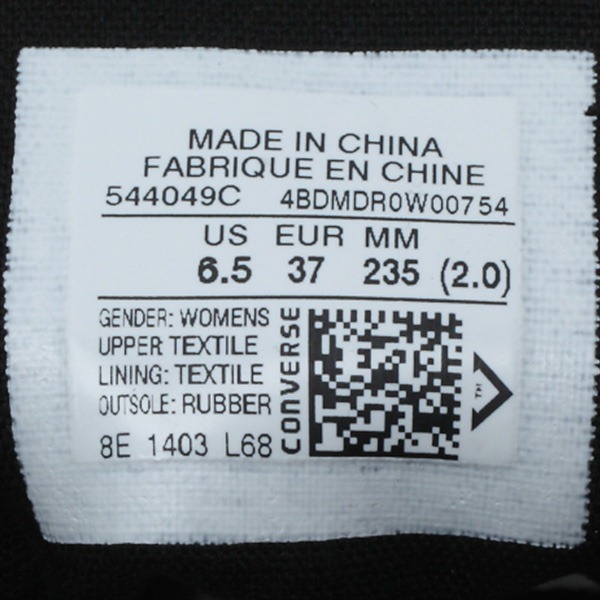 MADE IN CHINA
FABRIQUE EN CHINE
544049C 4BDMDR0W00754
US EUR MM
6.5 37 235 (2.0)
GENDER: WOMENS
UPPER TEXTILE
LINING: TEXTILE
OUTSOLE: RUBBER
8E 1403 L68
CONVERSE
TM